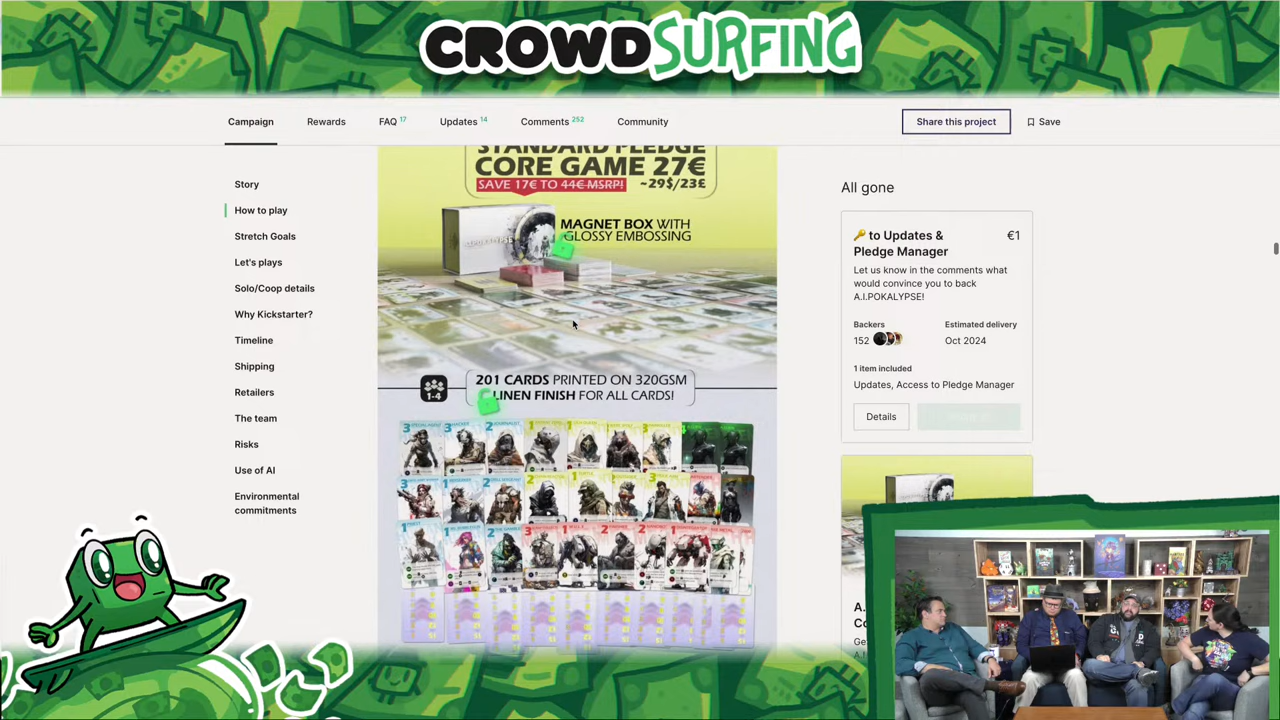 CROWDSURFING
Campaign
Rewards
FAQ 17
Updates 14
Comments 252
Community
Share this project
Save
Story
How to play
Stretch Goals
Let's plays
Solo/Coop details
Why Kickstarter?
Timeline
Shipping
Retailers
The team
Risks
Use of AI
Environmental
commitments
STANDARD PLEDGE
CORE GAME 27€
SAVE 17€ TO 44€ MSRP! ~29$/23£
MAGNET BOX WITH
GLOSSY EMBOSSING
1-4
201 CARDS PRINTED ON 320GSM
LINEN FINISH FOR ALL CARDS!
All gone
🔑 to Updates & €1
Pledge Manager
Let us know in the comments what
would convince you to back
A.I.POKALYPSE!
Backers Estimated delivery
152 Oct 2024
1 item included
Updates, Access to Pledge Manager
Details